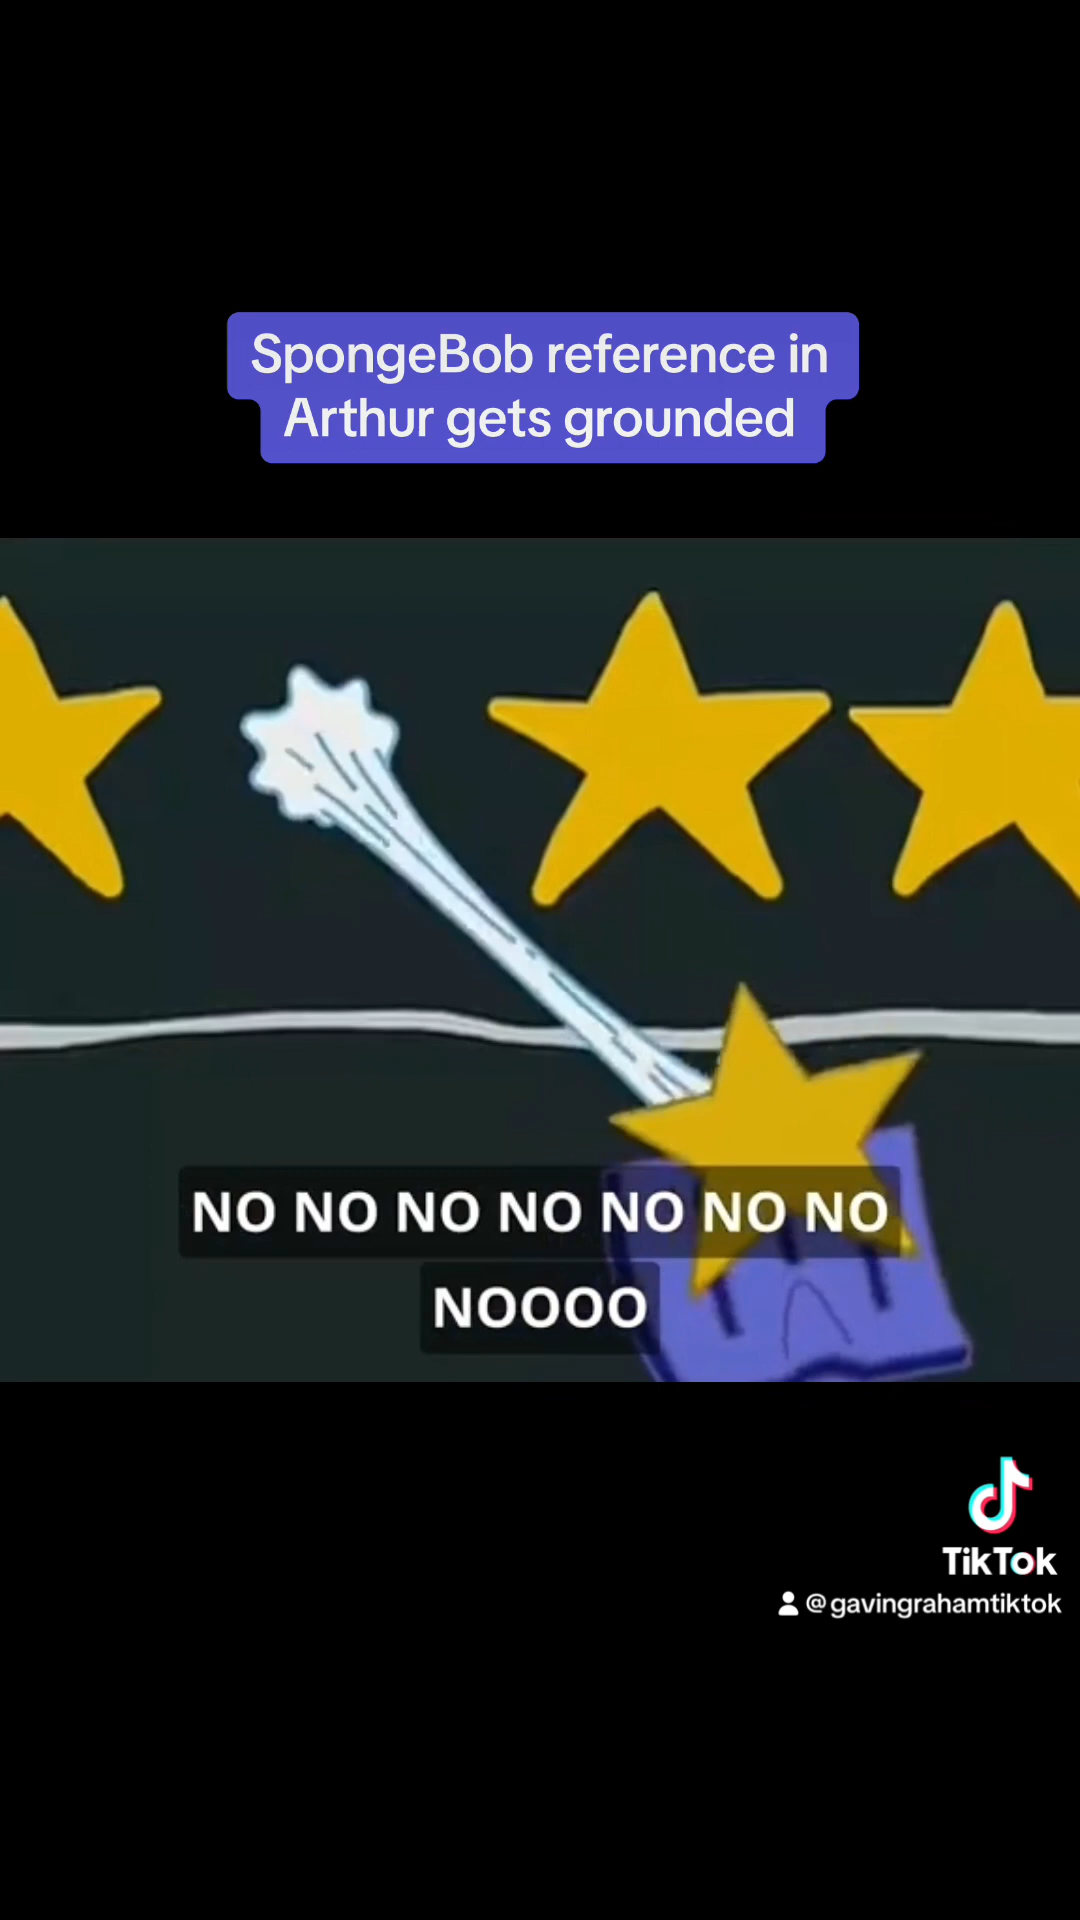 SpongeBob reference in
Arthur gets grounded
NO NO NO NO NO NO NO
NOOOO
TikTok
@gavingrahamtiktok